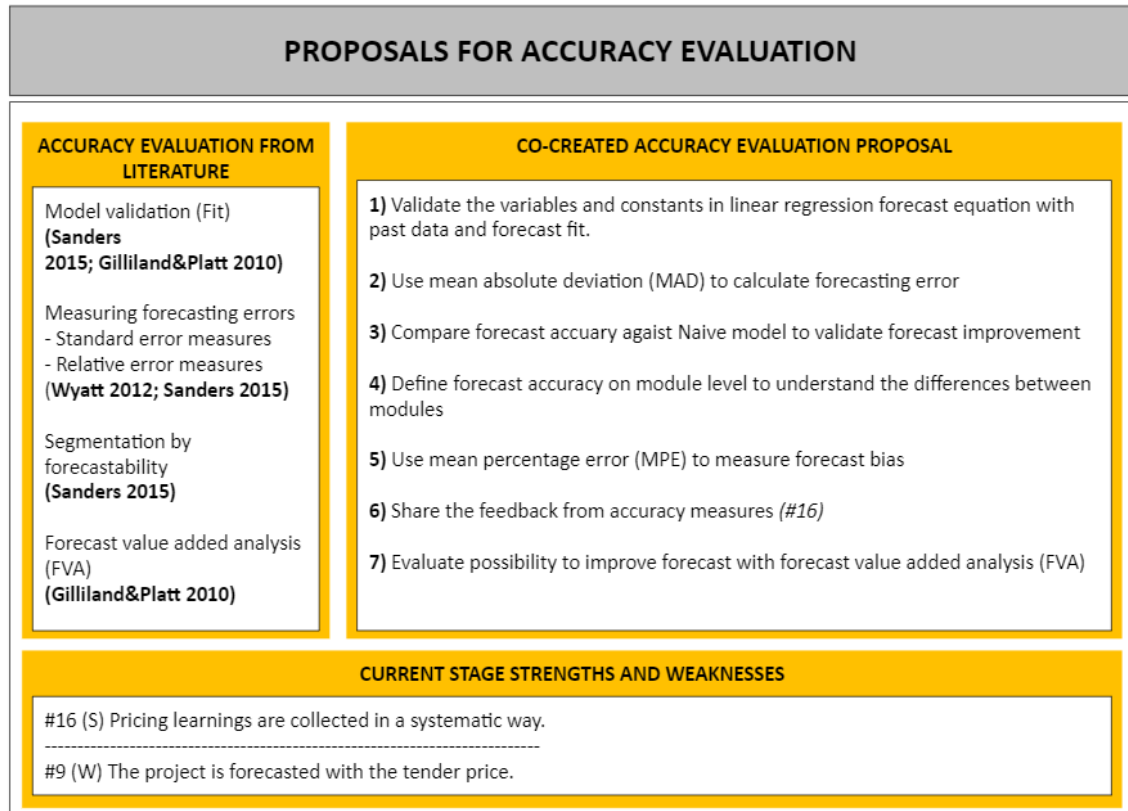 PROPOSALS FOR ACCURACY EVALUATION
ACCURACY EVALUATION FROM
LITERATURE
Model validation (Fit)
(Sanders
2015; Gilliland&Platt 2010)
Measuring forecasting errors
- Standard error measures
- Relative error measures
(Wyatt 2012; Sanders 2015)
Segmentation by
forecastability
(Sanders 2015)
Forecast value added analysis
(FVA)
(Gilliland&Platt 2010)
CO-CREATED ACCURACY EVALUATION PROPOSAL
1) Validate the variables and constants in linear regression forecast equation with
past data and forecast fit.
2) Use mean absolute deviation (MAD) to calculate forecasting error
3) Compare forecast accuary agaist Naive model to validate forecast improvement
4) Define forecast accuracy on module level to understand the differences between
modules
5) Use mean percentage error (MPE) to measure forecast bias
6) Share the feedback from accuracy measures (#16)
7) Evaluate possibility to improve forecast with forecast value added analysis (FVA)
CURRENT STAGE STRENGTHS AND WEAKNESSES
#16 (S) Pricing learnings are collected in a systematic way.
----------------------------------------------------------------------------
#9 (W) The project is forecasted with the tender price.